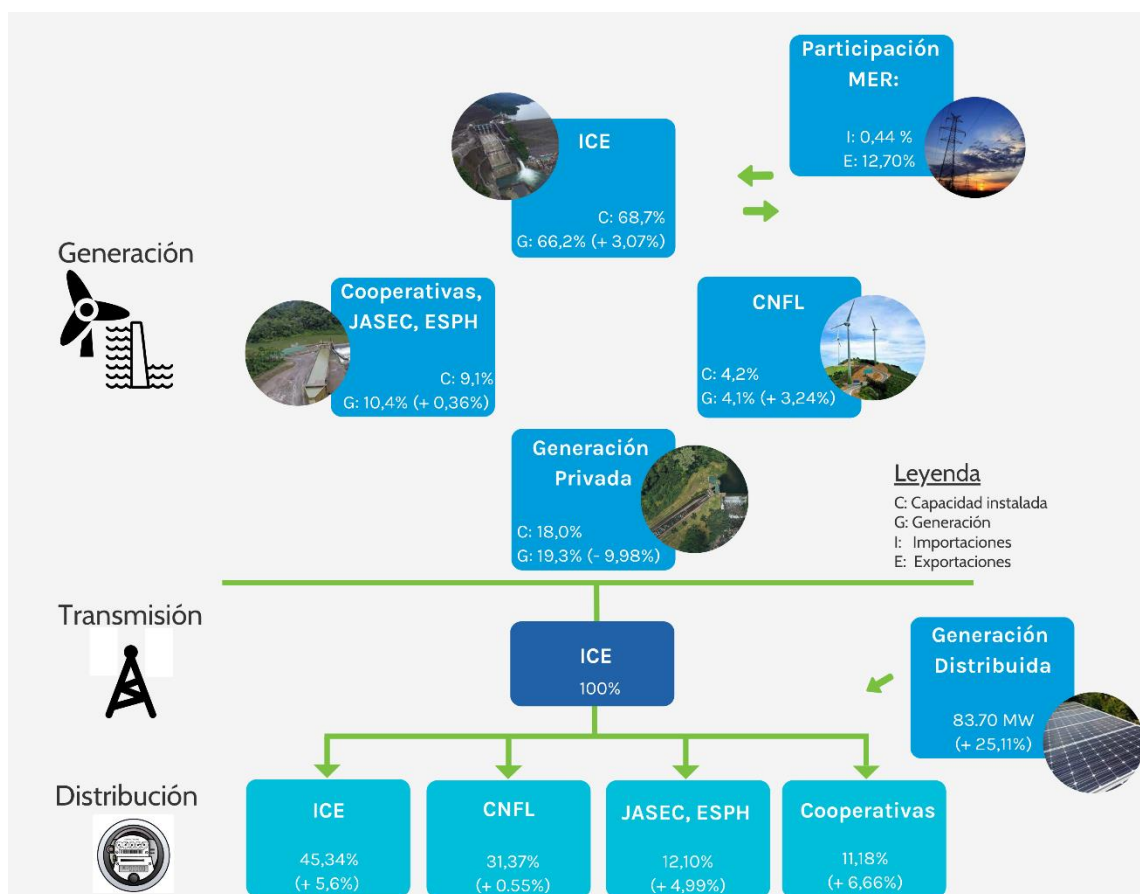 Participación
MER:
I: 0,44 %
E: 12,70%
ICE
C: 68,7%
G: 66,2% (+ 3,07%)
Generación
Cooperativas,
JASEC, ESPH
C: 9,1%
G: 10,4% (+ 0,36%)
CNFL
C: 4,2%
G: 4,1% (+ 3,24%)
Generación
Privada
C: 18,0%
G: 19,3% (- 9,98%)
Leyenda
C: Capacidad instalada
G: Generación
I: Importaciones
E: Exportaciones
Transmisión
ICE
100%
Generación
Distribuida
83.70 MW
(+ 25,11%)
Distribución
ICE
45,34%
(+ 5,6%)
CNFL
31,37%
(+ 0.55%)
JASEC, ESPH
12,10%
(+ 4,99%)
Cooperativas
11,18%
(+ 6,66%)